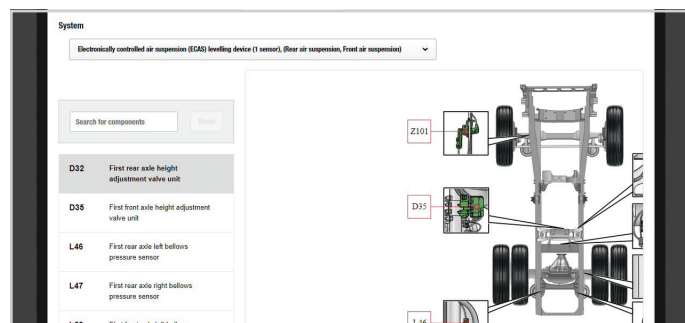 System
Electronically controlled air suspension (ECAS) levelling device (1 sensor), (Rear air suspension, Front air suspension)
Search for components
Reset
D32 First rear axle height
adjustment valve unit
D35 First front axle height adjustment
valve unit
L46 First rear axle left bellows
pressure sensor
L47 First rear axle right bellows
pressure sensor
Z101
D35
L46